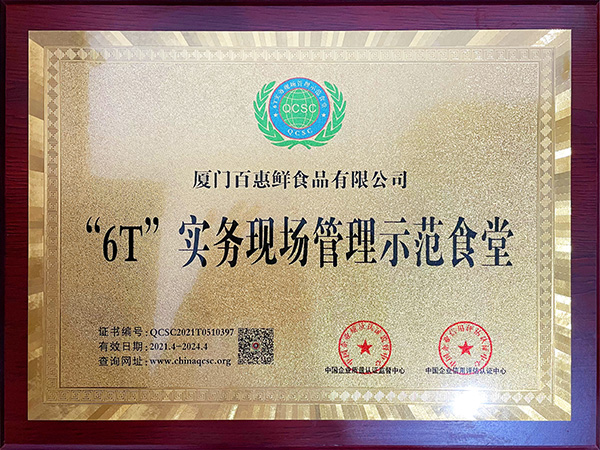 QCSC
QCSC
厦门百惠鲜食品有限公司
“6T”实务现场管理示范食堂
证书编号:QCSC2021T0510397
有效日期:2021.4-2024.4
查询网址:www.chinaqcsc.org
中国企业质量认证监督中心
中国企业信用评估认证中心